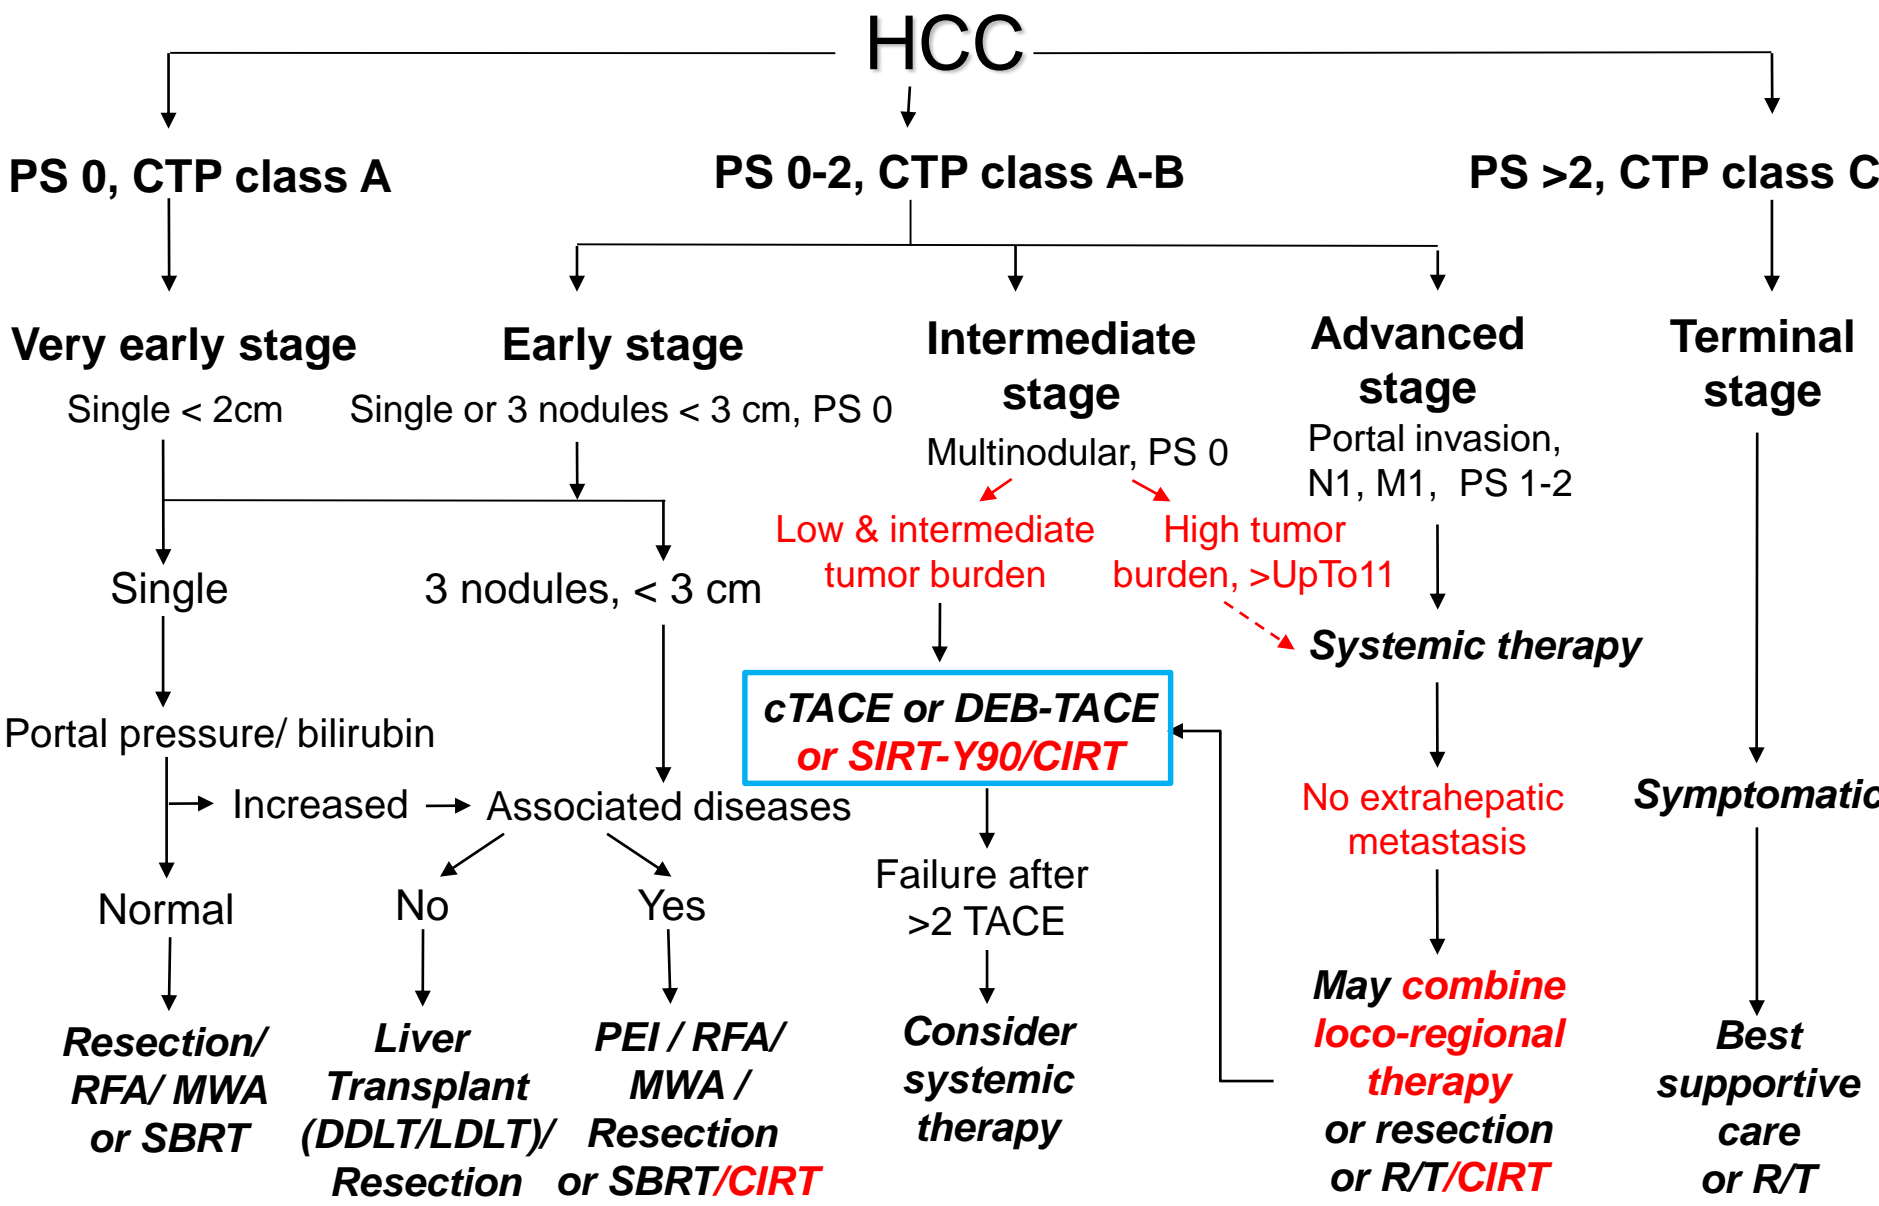 HCC
PS 0, CTP class A
PS 0-2, CTP class A-B
PS >2, CTP class C
Very early stage
Single < 2cm
Early stage
Single or 3 nodules < 3 cm, PS 0
Intermediate
stage
Multinodular, PS 0
Advanced
stage
Portal invasion,
N1, M1, PS 1-2
Terminal
stage
Low & intermediate
tumor burden
High tumor
burden, >UpTo11
Single
3 nodules, < 3 cm
Systemic therapy
cTACE or DEB-TACE
or SIRT-Y90/CIRT
Portal pressure/ bilirubin
Increased
Associated diseases
No extrahepatic
metastasis
Symptomatic
Normal
No
Yes
Failure after
>2 TACE
Resection/
RFA/ MWA
or SBRT
Liver
Transplant
(DDLT/LDLT)/
Resection
PEI / RFA/
MWA /
Resection
or SBRT/CIRT
Consider
systemic
therapy
May combine
loco-regional
therapy
or resection
or R/T/CIRT
Best
supportive
care
or R/T